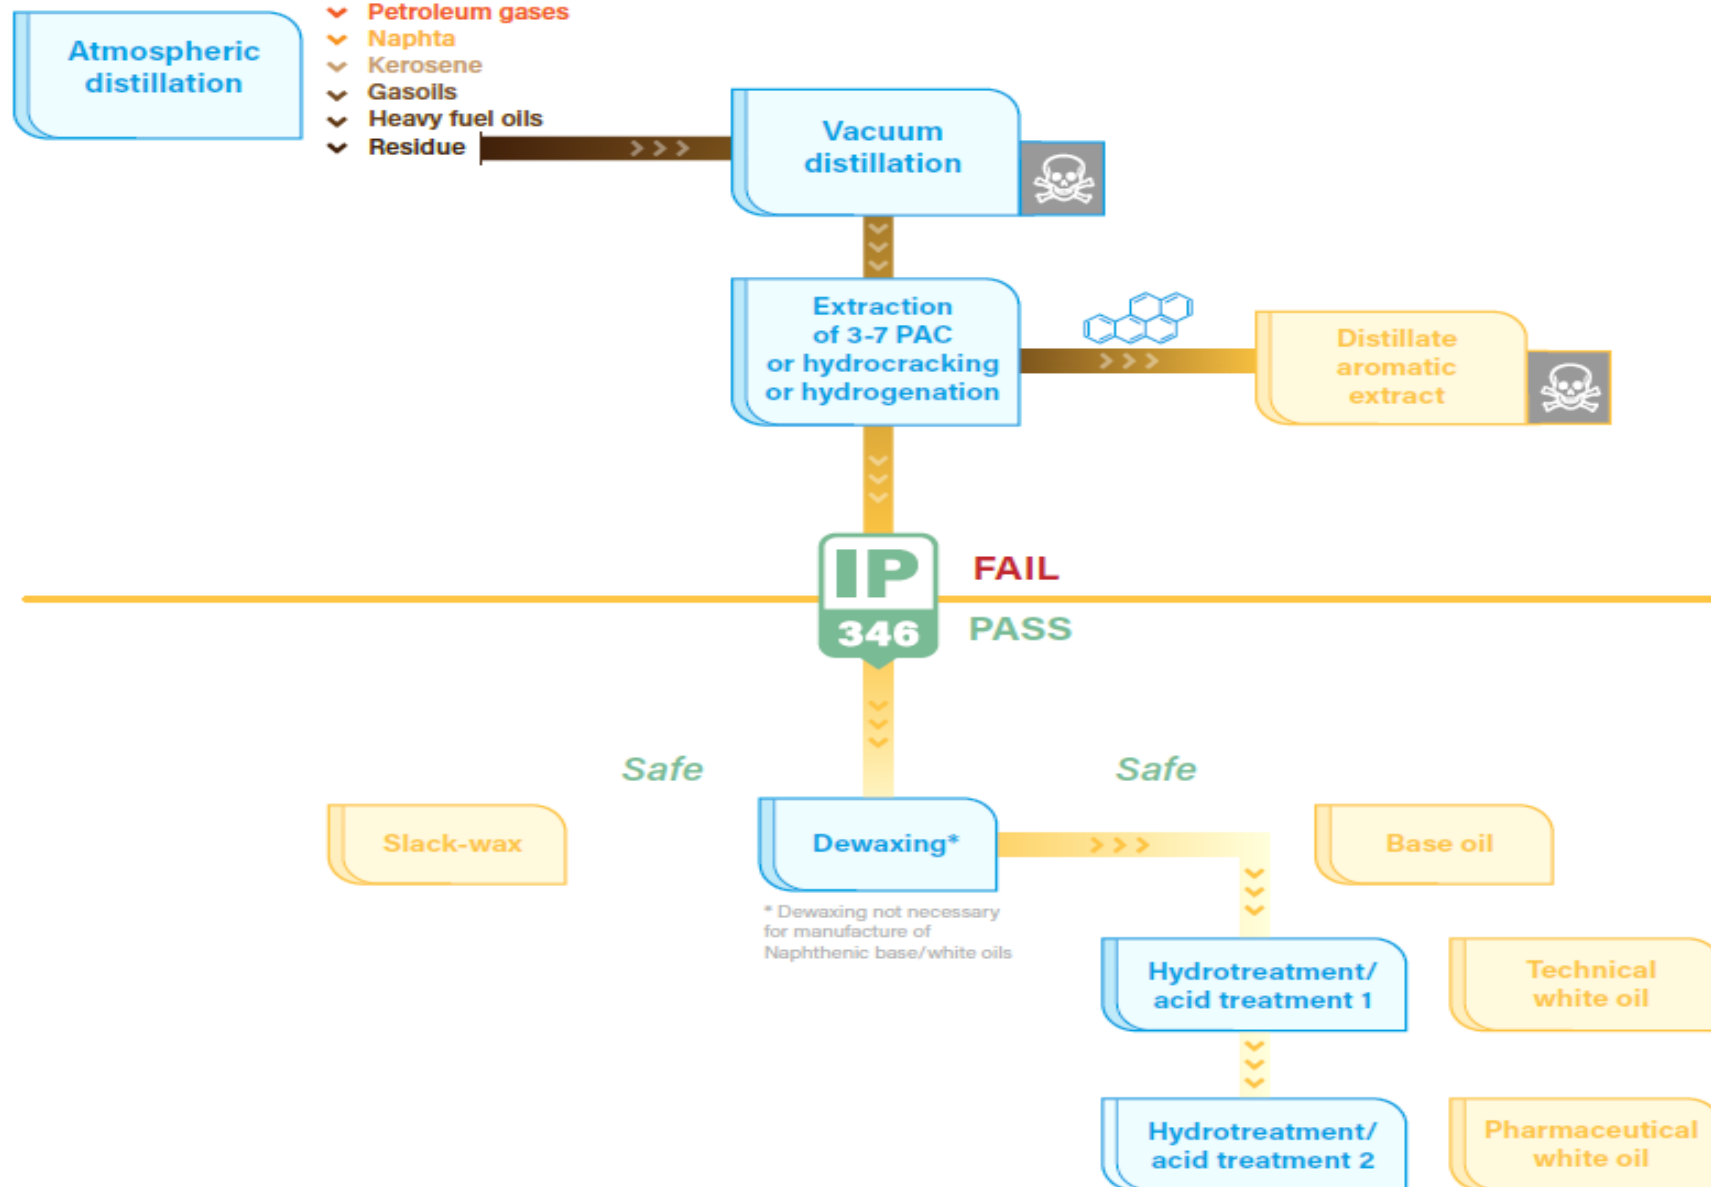 Atmospheric
distillation
Petroleum gases
Naphta
Kerosene
Gasoils
Heavy fuel oils
Residue
Vacuum
distillation
Extraction
of 3-7 PAC
or hydrocracking
or hydrogenation
Distillate
aromatic
extract
IP
346
FAIL
PASS
Safe
Safe
Slack-wax
Dewaxing*
Base oil
* Dewaxing not necessary
for manufacture of
Naphthenic base/white oils
Hydrotreatment/
acid treatment 1
Technical
white oil
Hydrotreatment/
acid treatment 2
Pharmaceutical
white oil